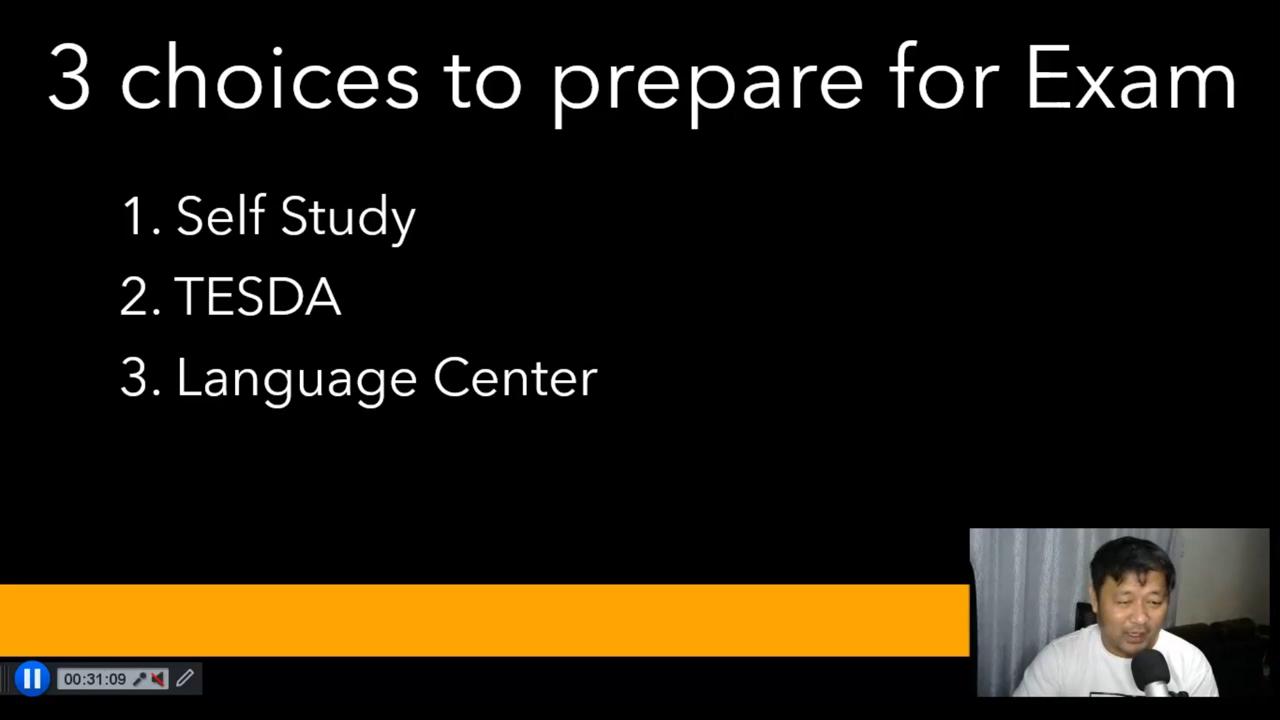 3 choices to prepare for Exam
1. Self Study
2. TESDA
3. Language Center
00:31:09